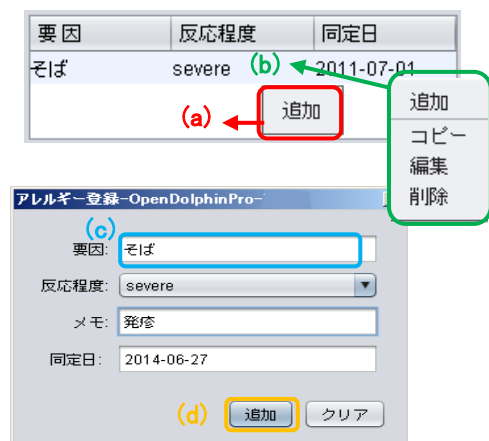 要因 反応程度 同定日
そば severe (b) 2011-07-01
(a) 追加
追加
コピー
編集
削除
アレルギー登録-OpenDolphinPro-
(c)
要因: そば
反応程度: severe
メモ: 発疹
同定日: 2014-06-27
(d) 追加 クリア